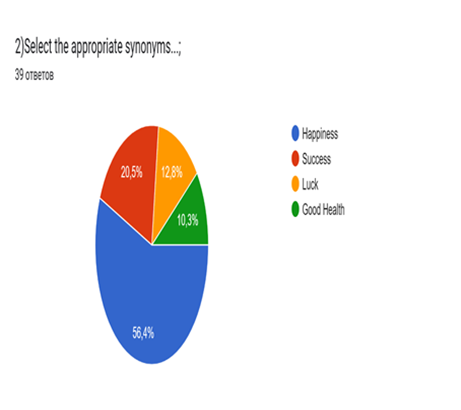 2)Select the appropriate synonyms...;
39 ответов
Happiness
Success
Luck
Good Health
20,5%
12,8%
10,3%
56,4%